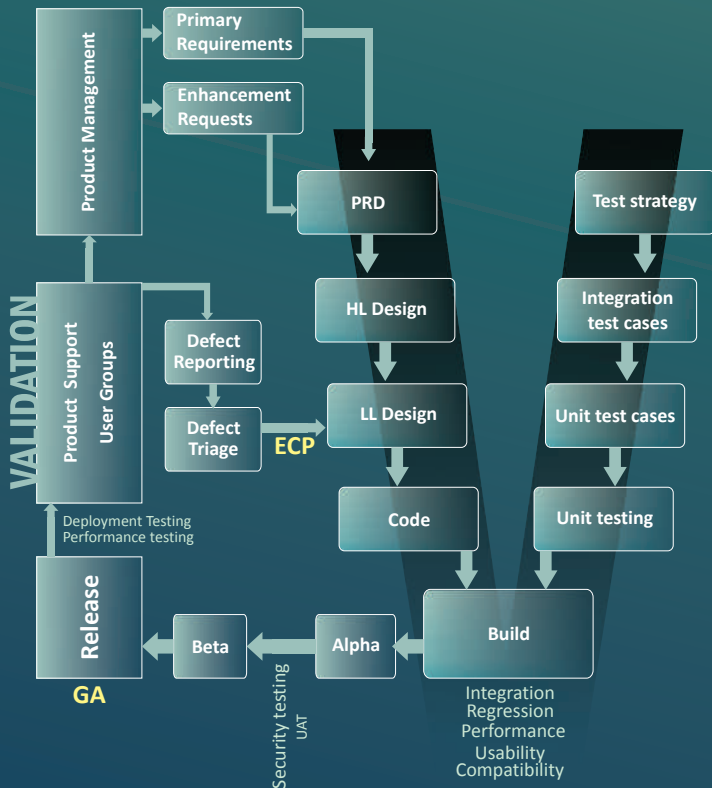 Primary
Requirements
Enhancement
Requests
Product Management
PRD
Test strategy
HL Design
Integration
test cases
VALIDATION
Product Support
User Groups
Defect
Reporting
LL Design
Unit test cases
Defect
Triage
ECP
Code
Unit testing
Deployment Testing
Performance testing
Release
GA
Beta
Security testing
UAT
Alpha
Build
Integration
Regression
Performance
Usability
Compatibility